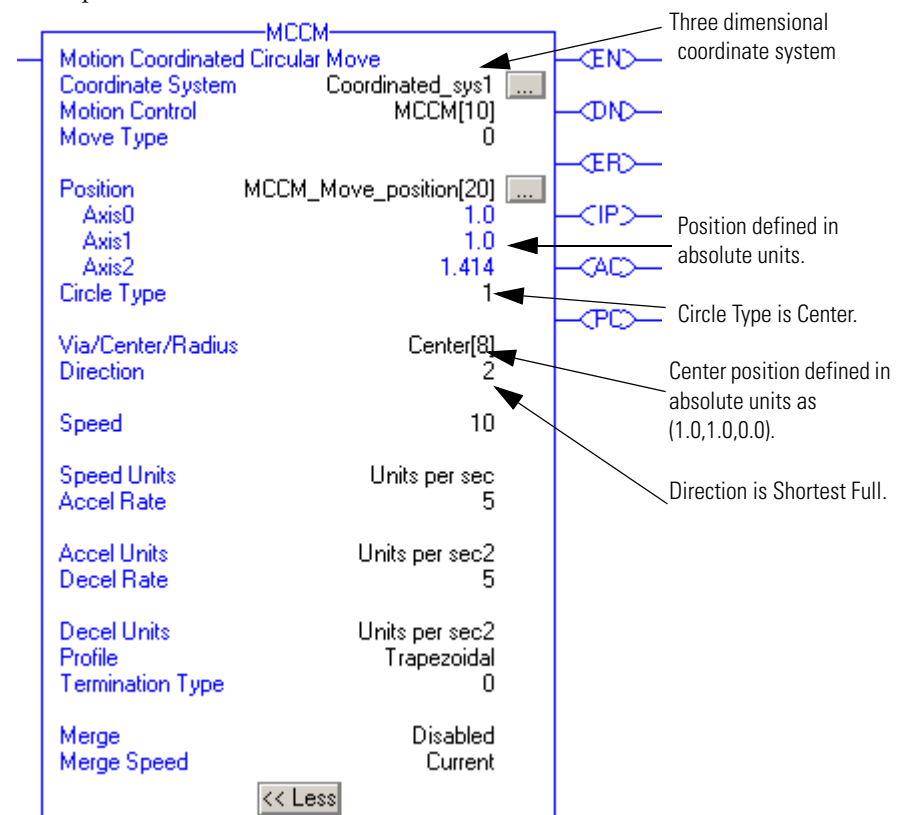 MCCM
Motion Coordinated Circular Move
Coordinate System Coordinated_sys1 ...
Motion Control MCCM[10]
Move Type 0
Position MCCM_Move_position[20] ...
Axis0 1.0
Axis1 1.0
Axis2 1.414
Circle Type 1
Via/Center/Radius Center[8]
Direction 2
Speed 10
Speed Units Units per sec
Accel Rate 5
Accel Units Units per sec2
Decel Rate 5
Decel Units Units per sec2
Profile Trapezoidal
Termination Type 0
Merge Disabled
Merge Speed Current
<< Less
EN
DN
ER
IP
AC
PC
Three dimensional
coordinate system
Position defined in
absolute units.
Circle Type is Center.
Center position defined in
absolute units as
(1.0,1.0,0.0).
Direction is Shortest Full.